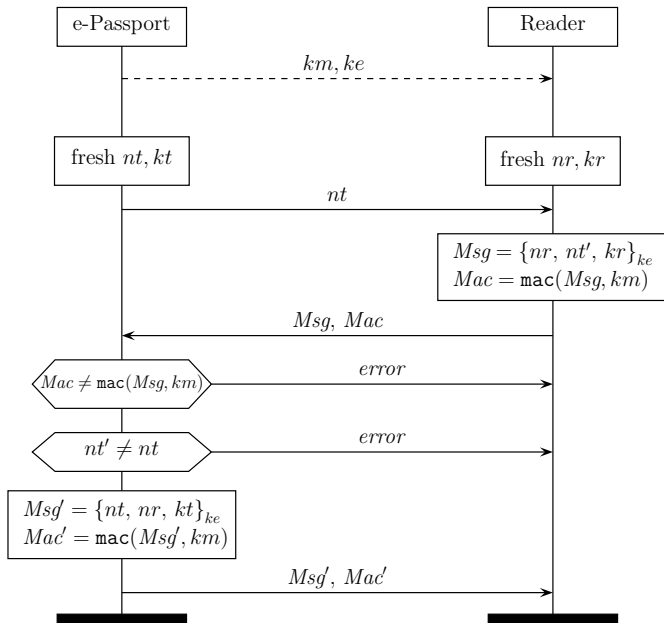 e-Passport
Reader
km, ke
fresh nt, kt
fresh nr, kr
nt
Msg = {nr, nt′, kr}ke
Mac = mac(Msg, km)
Msg, Mac
Mac ≠ mac(Msg, km)
error
nt′ ≠ nt
error
Msg′ = {nt, nr, kt}ke
Mac′ = mac(Msg′, km)
Msg′, Mac′